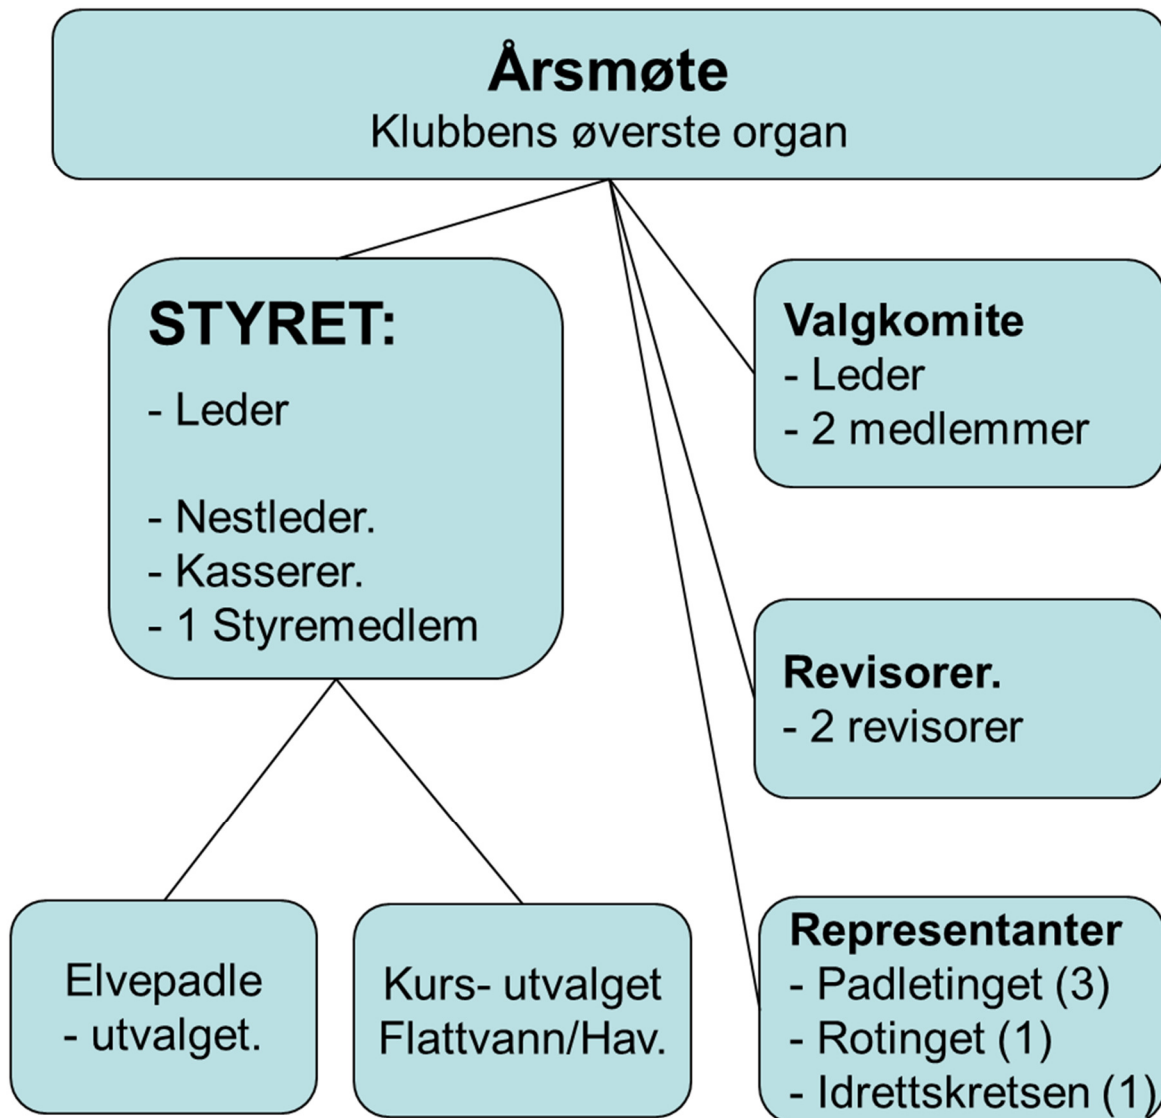 Årsmøte
Klubbens øverste organ
STYRET:
- Leder
- Nestleder.
- Kasserer.
- 1 Styremedlem
Valgkomite
- Leder
- 2 medlemmer
Revisorer.
- 2 revisorer
Elvepadle
- utvalget.
Kurs- utvalget
Flattvann/Hav.
Representanter
- Padletinget (3)
- Rotinget (1)
- Idrettskretsen (1)